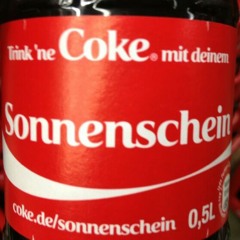 Trink 'ne Coke® mit deinem
Sonnenschein
coke.de/sonnenschein 0,5L